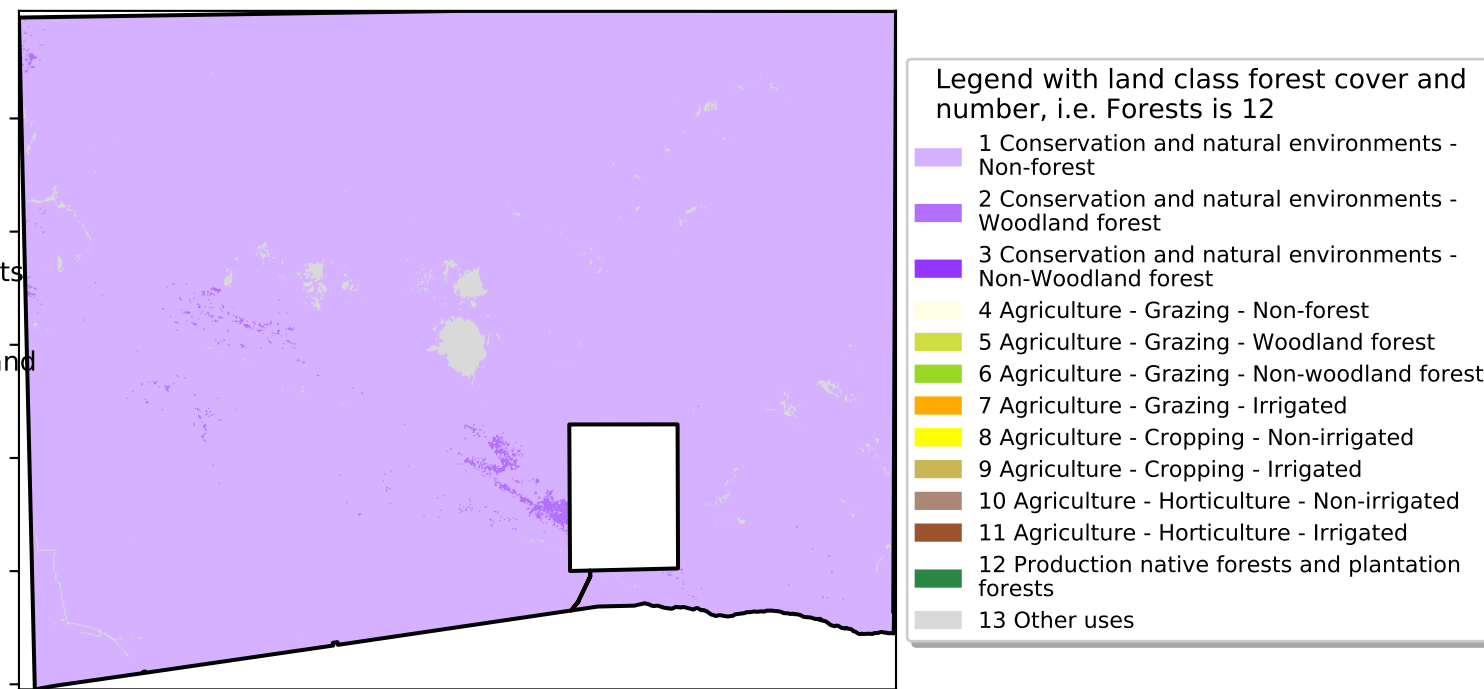 Legend with land class forest cover and
number, i.e. Forests is 12
1 Conservation and natural environments -
Non-forest
2 Conservation and natural environments -
Woodland forest
3 Conservation and natural environments -
Non-Woodland forest
4 Agriculture - Grazing - Non-forest
5 Agriculture - Grazing - Woodland forest
6 Agriculture - Grazing - Non-woodland forest
7 Agriculture - Grazing - Irrigated
8 Agriculture - Cropping - Non-irrigated
9 Agriculture - Cropping - Irrigated
10 Agriculture - Horticulture - Non-irrigated
11 Agriculture - Horticulture - Irrigated
12 Production native forests and plantation
forests
13 Other uses